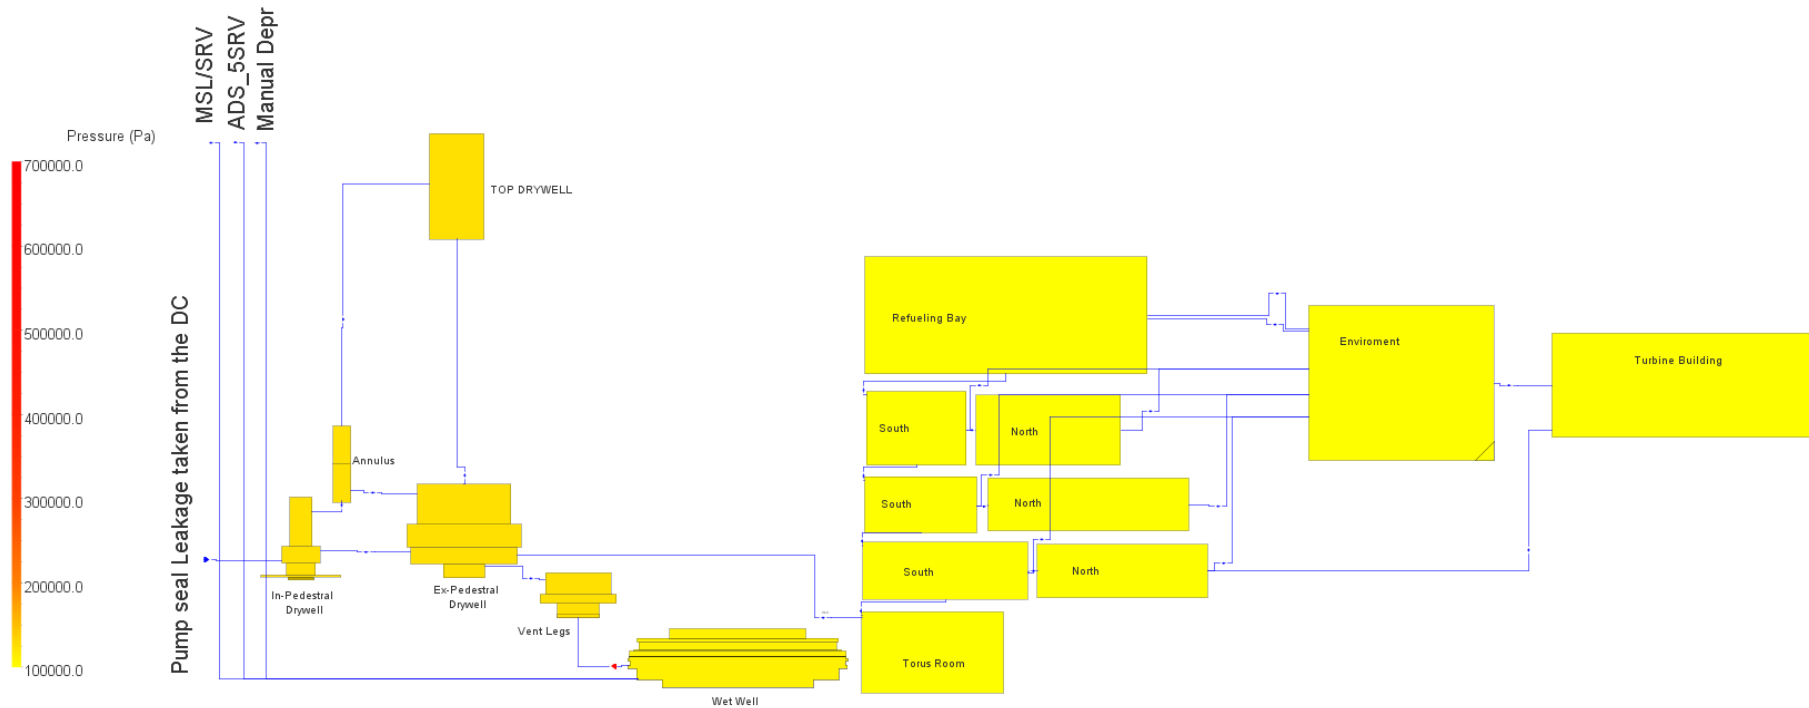 MSL/SRV
ADS_5SRV
Manual Depr
Pressure (Pa)
700000.0
600000.0
500000.0
400000.0
300000.0
200000.0
100000.0
Pump seal Leakage taken from the DC
TOP DRYWELL
Annulus
In-Pedestral
Drywell
Ex-Pedestral
Drywell
Vent Legs
Wet Well
Refueling Bay
South
North
South
North
South
North
Torus Room
Enviroment
Turbine Building